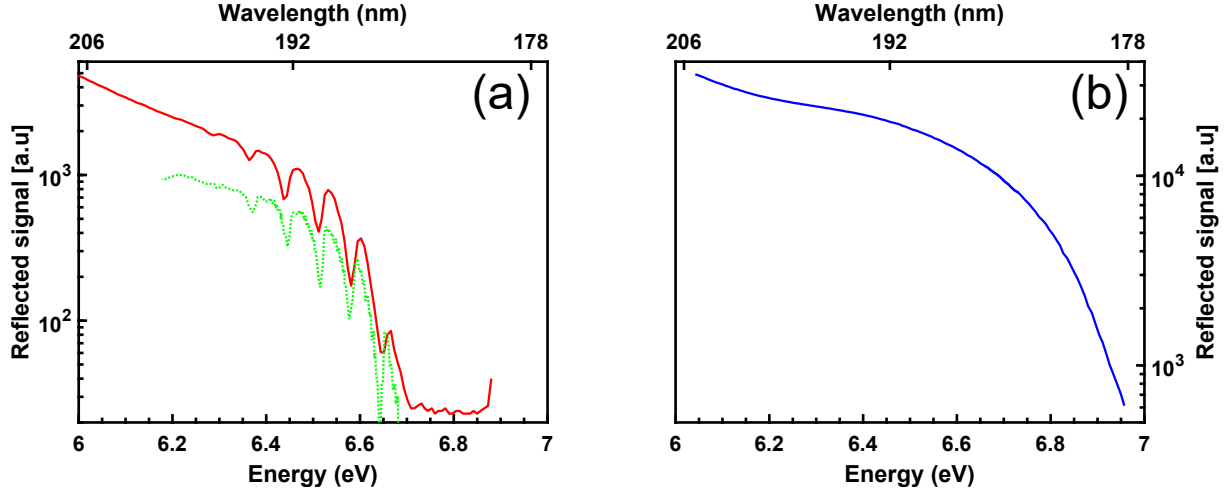 Wavelength (nm)
206 192 178
(a)
10³
10²
Reflected signal [a.u]
6 6.2 6.4 6.6 6.8 7
Energy (eV)
Wavelength (nm)
206 192 178
(b)
10⁴
10³
Reflected signal [a.u]
6 6.2 6.4 6.6 6.8 7
Energy (eV)